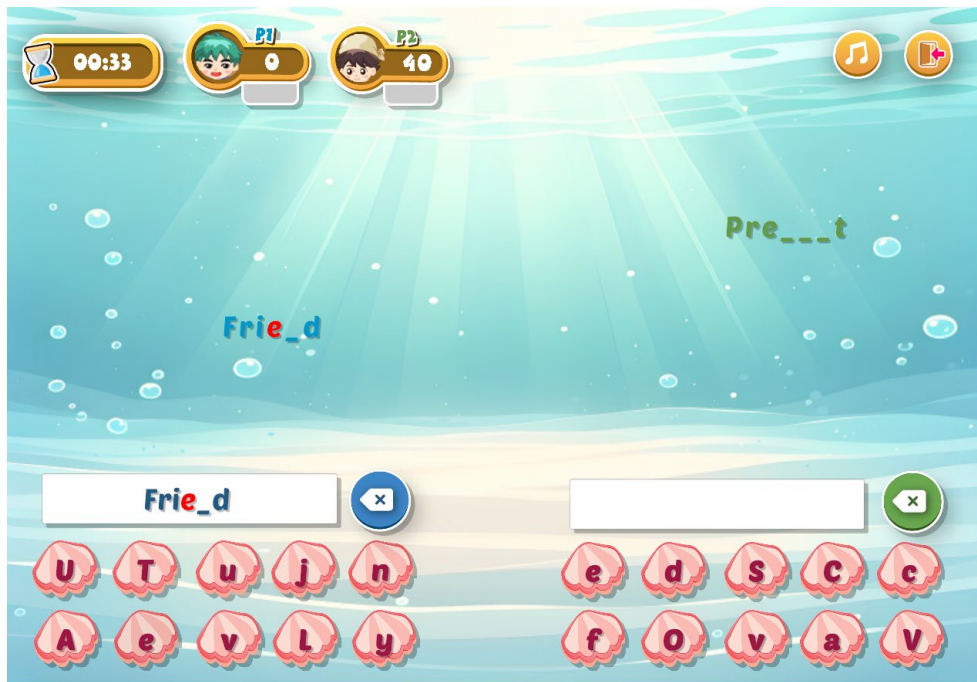 00:33
P1
0
P2
40
Pre___t
Frie_d
Frie_d
U T u j n
e d S C c
A e v L y
f O v a V